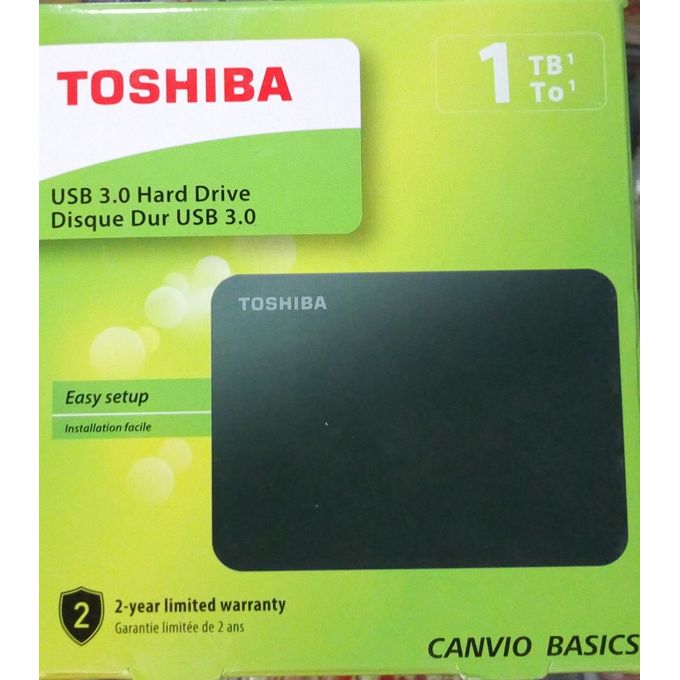 TOSHIBA
1 TB¹
To¹
USB 3.0 Hard Drive
Disque Dur USB 3.0
TOSHIBA
Easy setup
Installation facile
2
2-year limited warranty
Garantie limitée de 2 ans
CANVIO BASICS